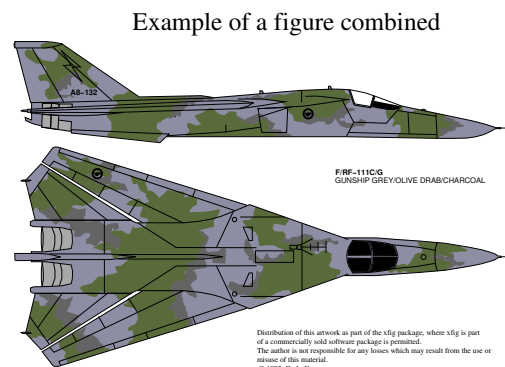 Example of a figure combined
A8-132
F/RF-111C/G
GUNSHIP GREY/OLIVE DRAB/CHARCOAL
Distribution of this artwork as part of the xfig package, where xfig is part
of a commercially sold software package is permitted.
The author is not responsible for any losses which may result from the use or
misuse of this material.